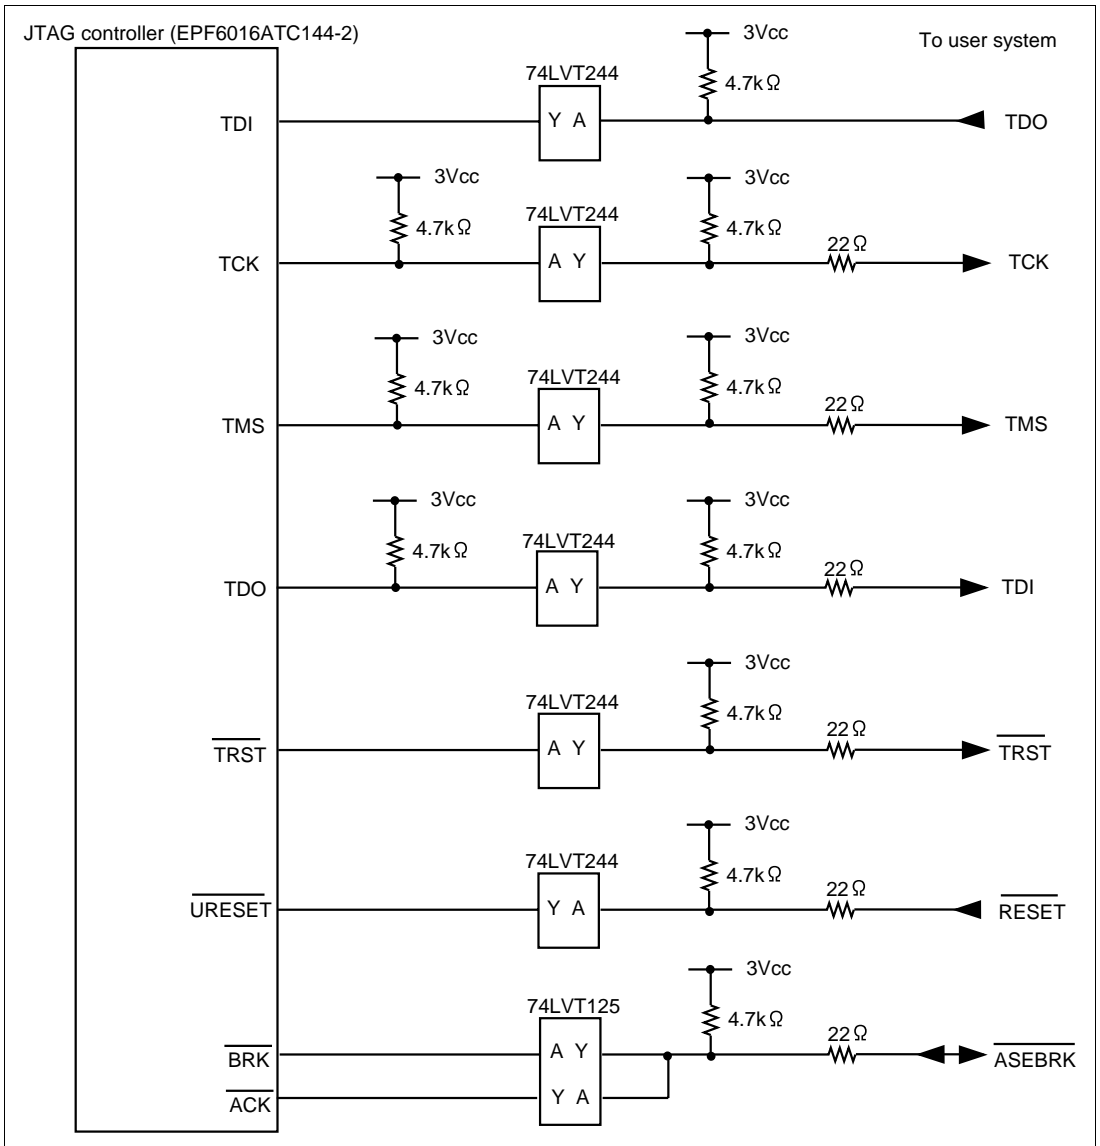 JTAG controller (EPF6016ATC144-2)
To user system
3Vcc
4.7kΩ
74LVT244
TDI
Y A
TDO
3Vcc
3Vcc
4.7kΩ
74LVT244
4.7kΩ
22Ω
TCK
A Y
TCK
3Vcc
3Vcc
4.7kΩ
74LVT244
4.7kΩ
22Ω
TMS
A Y
TMS
3Vcc
3Vcc
4.7kΩ
74LVT244
4.7kΩ
22Ω
TDO
A Y
TDI
3Vcc
74LVT244
4.7kΩ
22Ω
TRST
A Y
TRST
3Vcc
74LVT244
4.7kΩ
22Ω
URESET
Y A
RESET
3Vcc
74LVT125
4.7kΩ
22Ω
BRK
A Y
ASEBRK
ACK
Y A